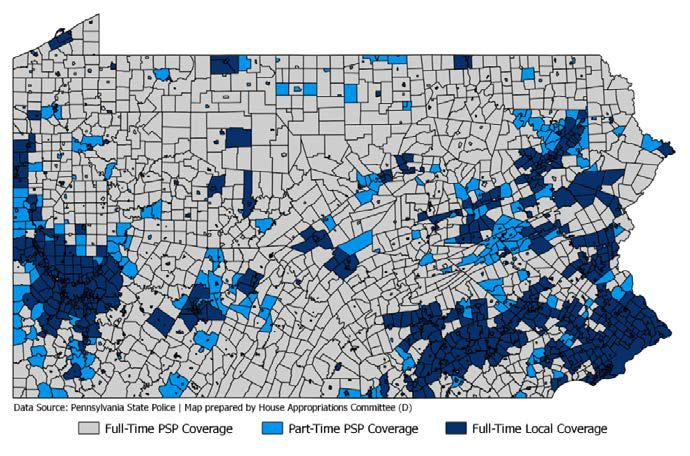 Data Source: Pennsylvania State Police | Map prepared by House Appropriations Committee (D)
Full-Time PSP Coverage Part-Time PSP Coverage Full-Time Local Coverage